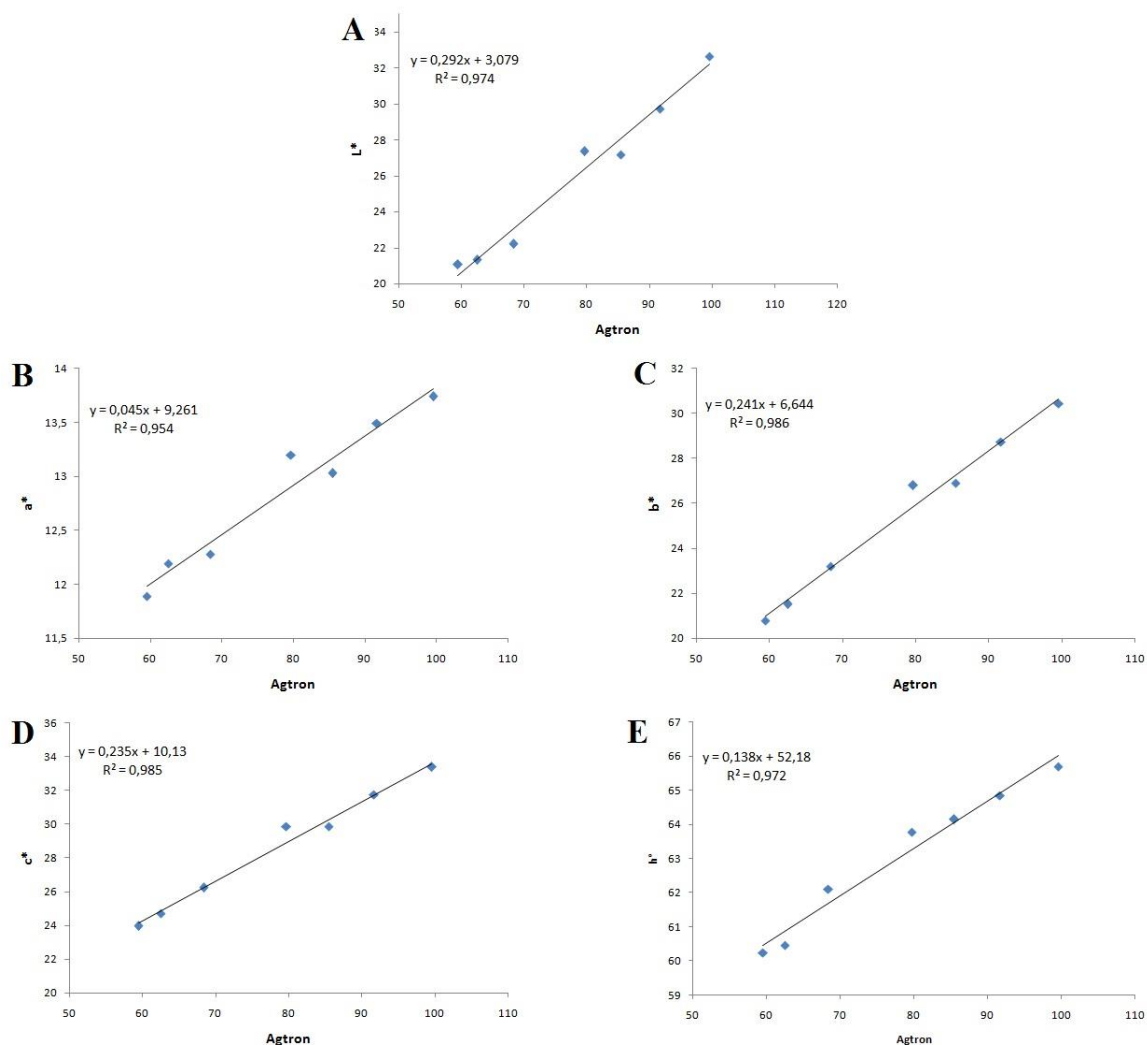 A
y = 0,292x + 3,079
R² = 0,974
L*
34
32
30
28
26
24
22
20
50 60 70 80 90 100 110 120
Agtron
B
y = 0,045x + 9,261
R² = 0,954
a*
14
13,5
13
12,5
12
11,5
50 60 70 80 90 100 110
Agtron
C
y = 0,241x + 6,644
R² = 0,986
b*
32
30
28
26
24
22
20
50 60 70 80 90 100 110
Agtron
D
y = 0,235x + 10,13
R² = 0,985
c*
36
34
32
30
28
26
24
22
20
50 60 70 80 90 100 110
Agtron
E
y = 0,138x + 52,18
R² = 0,972
h°
67
66
65
64
63
62
61
60
59
50 60 70 80 90 100 110
Agtron